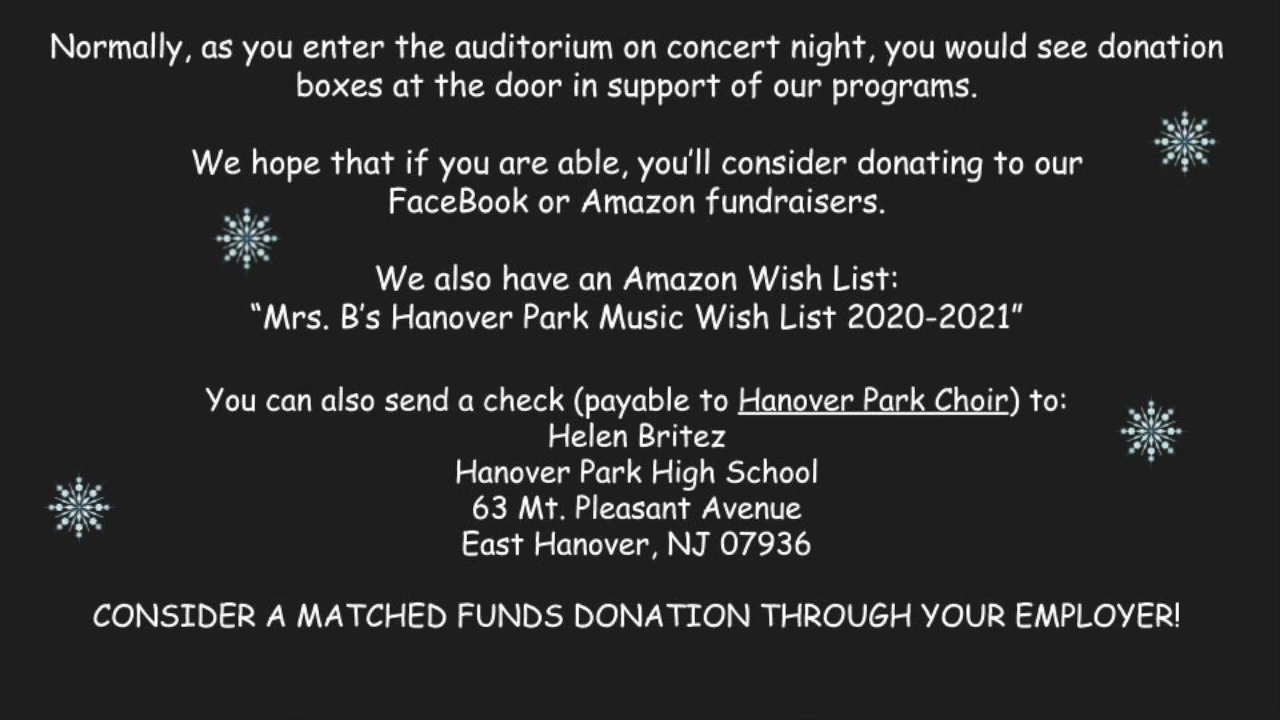 Normally, as you enter the auditorium on concert night, you would see donation
boxes at the door in support of our programs.
We hope that if you are able, you’ll consider donating to our
FaceBook or Amazon fundraisers.
We also have an Amazon Wish List:
“Mrs. B’s Hanover Park Music Wish List 2020-2021”
You can also send a check (payable to Hanover Park Choir) to:
Helen Britez
Hanover Park High School
63 Mt. Pleasant Avenue
East Hanover, NJ 07936
CONSIDER A MATCHED FUNDS DONATION THROUGH YOUR EMPLOYER!